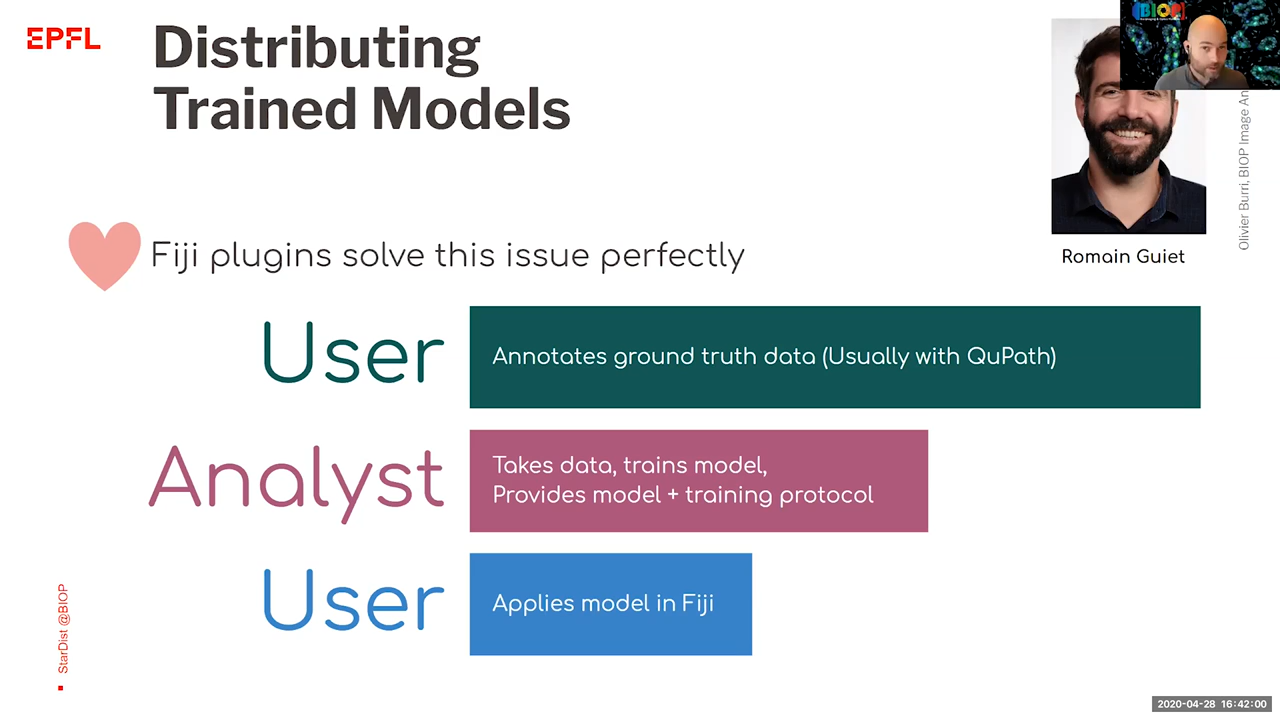 EPFL
Distributing
Trained Models
BIOP
Fiji plugins solve this issue perfectly
Romain Guiet
Olivier Burri, BIOP Image An
User
Annotates ground truth data (Usually with QuPath)
Analyst
Takes data, trains model,
Provides model + training protocol
User
Applies model in Fiji
StarDist @BIOP
2020-04-28 16:42:00